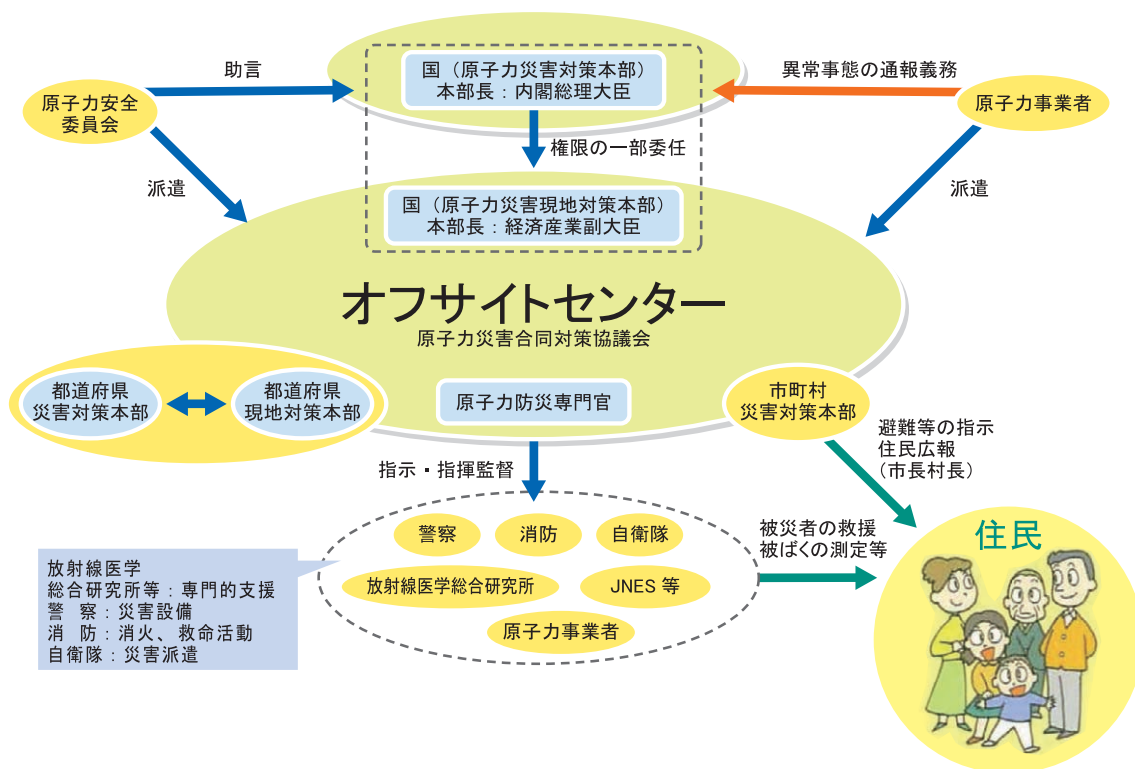 助言
国（原子力災害対策本部）
本部長：内閣総理大臣
異常事態の通報義務
原子力安全
委員会
原子力事業者
権限の一部委任
派遣
派遣
国（原子力災害現地対策本部）
本部長：経済産業副大臣
オフサイトセンター
原子力災害合同対策協議会
都道府県
災害対策本部
都道府県
現地対策本部
原子力防災専門官
市町村
災害対策本部
避難等の指示
住民広報
（市長村長）
指示・指揮監督
警察
消防
自衛隊
放射線医学総合研究所
JNES 等
原子力事業者
被災者の救援
被ばくの測定等
住民
放射線医学
総合研究所等：専門的支援
警 察：災害設備
消 防：消火、救命活動
自衛隊：災害派遣